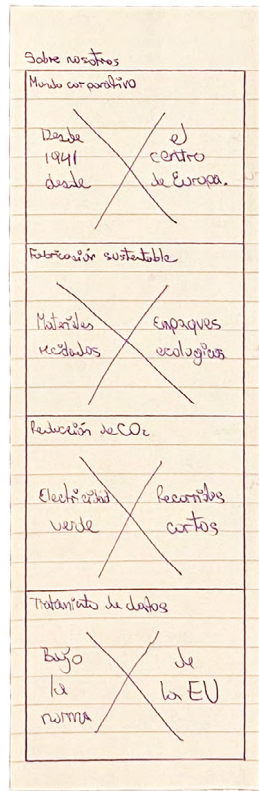 Sobre nosotros
Mundo corporativo
Desde el
1941 centro
desde de Europa.
Fabricación sustentable
Materiales Empaques
reciclados ecologicos
Reducción de CO2
Electricidad Recorridos
verde cortos
Tratamiento de datos
Bajo de
la la EU
norma